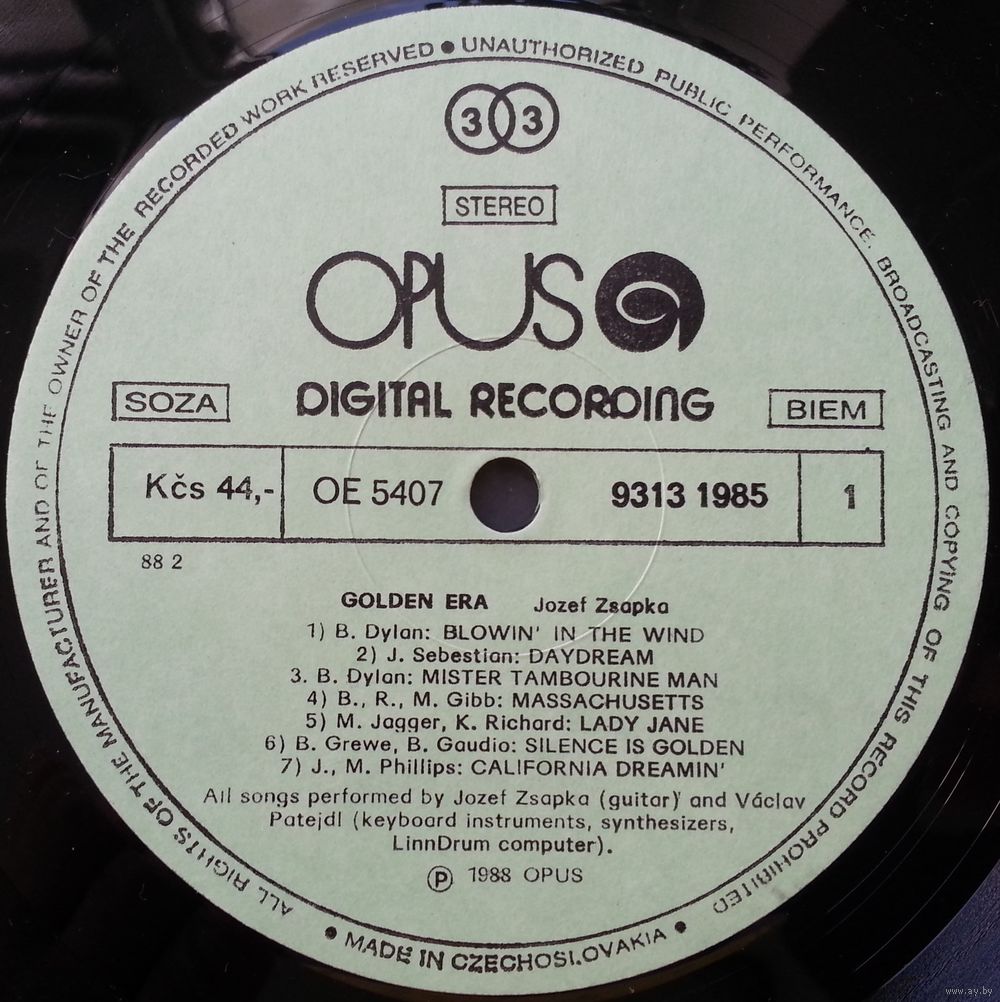 ALL RIGHTS OF THE MANUFACTURER AND OF THE OWNER OF THE RECORDED WORK RESERVED • UNAUTHORIZED PUBLIC PERFORMANCE. BROADCASTING AND COPYING OF THIS RECORD PROHIBITED
33
STEREO
OPUS
SOZA
DIGITAL RECORDING
BIEM
Kčs 44,- OE 5407 9313 1985 1
88 2
GOLDEN ERA Jozef Zsapka
1) B. Dylan: BLOWIN' IN THE WIND
2) J. Sebestian: DAYDREAM
3. B. Dylan: MISTER TAMBOURINE MAN
4) B., R., M. Gibb: MASSACHUSETTS
5) M. Jagger, K. Richard: LADY JANE
6) B. Grewe, B. Gaudio: SILENCE IS GOLDEN
7) J., M. Phillips: CALIFORNIA DREAMIN'
All songs performed by Jozef Zsapka (guitar) and Václav
Patejdl (keyboard instruments, synthesizers,
LinnDrum computer).
Ⓟ 1988 OPUS
• MADE IN CZECHOSLOVAKIA •
www.ay.by